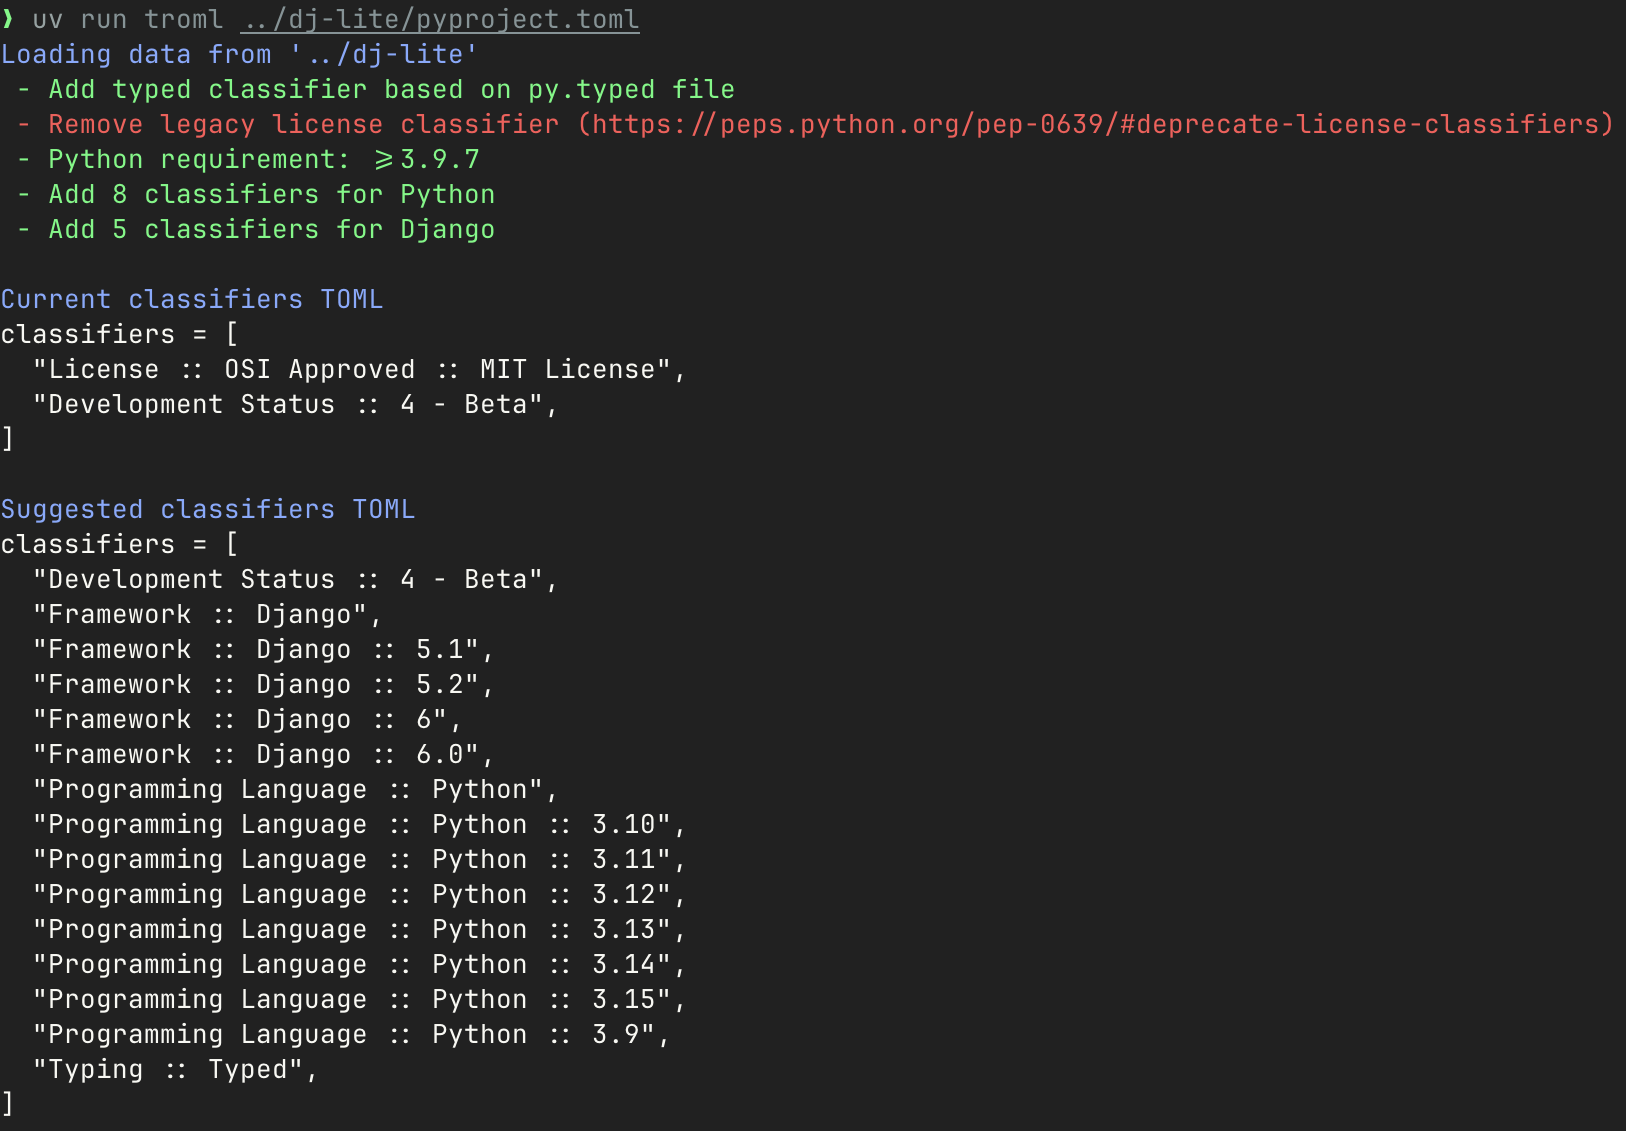 ❯ uv run troml ../dj-lite/pyproject.toml
Loading data from '../dj-lite'
 - Add typed classifier based on py.typed file
 - Remove legacy license classifier (https://peps.python.org/pep-0639/#deprecate-license-classifiers)
 - Python requirement: >=3.9.7
 - Add 8 classifiers for Python
 - Add 5 classifiers for Django

Current classifiers TOML
classifiers = [
  "License :: OSI Approved :: MIT License",
  "Development Status :: 4 - Beta",
]

Suggested classifiers TOML
classifiers = [
  "Development Status :: 4 - Beta",
  "Framework :: Django",
  "Framework :: Django :: 5.1",
  "Framework :: Django :: 5.2",
  "Framework :: Django :: 6",
  "Framework :: Django :: 6.0",
  "Programming Language :: Python",
  "Programming Language :: Python :: 3.10",
  "Programming Language :: Python :: 3.11",
  "Programming Language :: Python :: 3.12",
  "Programming Language :: Python :: 3.13",
  "Programming Language :: Python :: 3.14",
  "Programming Language :: Python :: 3.15",
  "Programming Language :: Python :: 3.9",
  "Typing :: Typed",
]